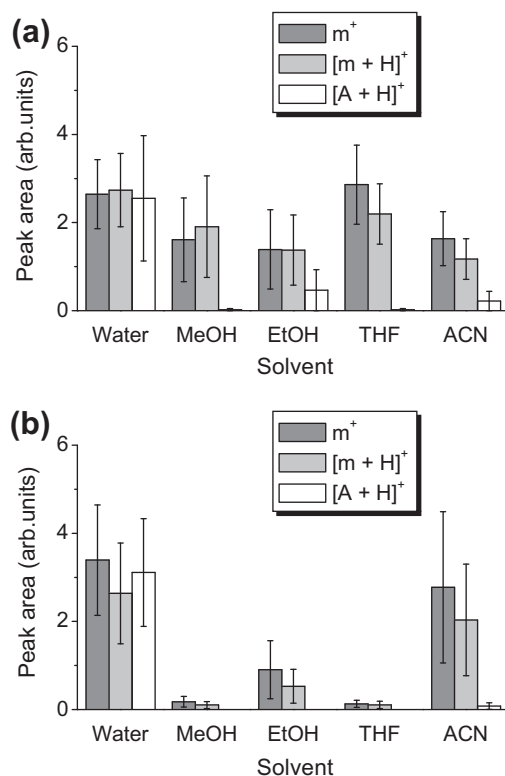 (a)
m+
[m + H]+
[A + H]+
Peak area (arb.units)
6
4
2
0
Water MeOH EtOH THF ACN
Solvent
(b)
m+
[m + H]+
[A + H]+
Peak area (arb.units)
6
4
2
0
Water MeOH EtOH THF ACN
Solvent